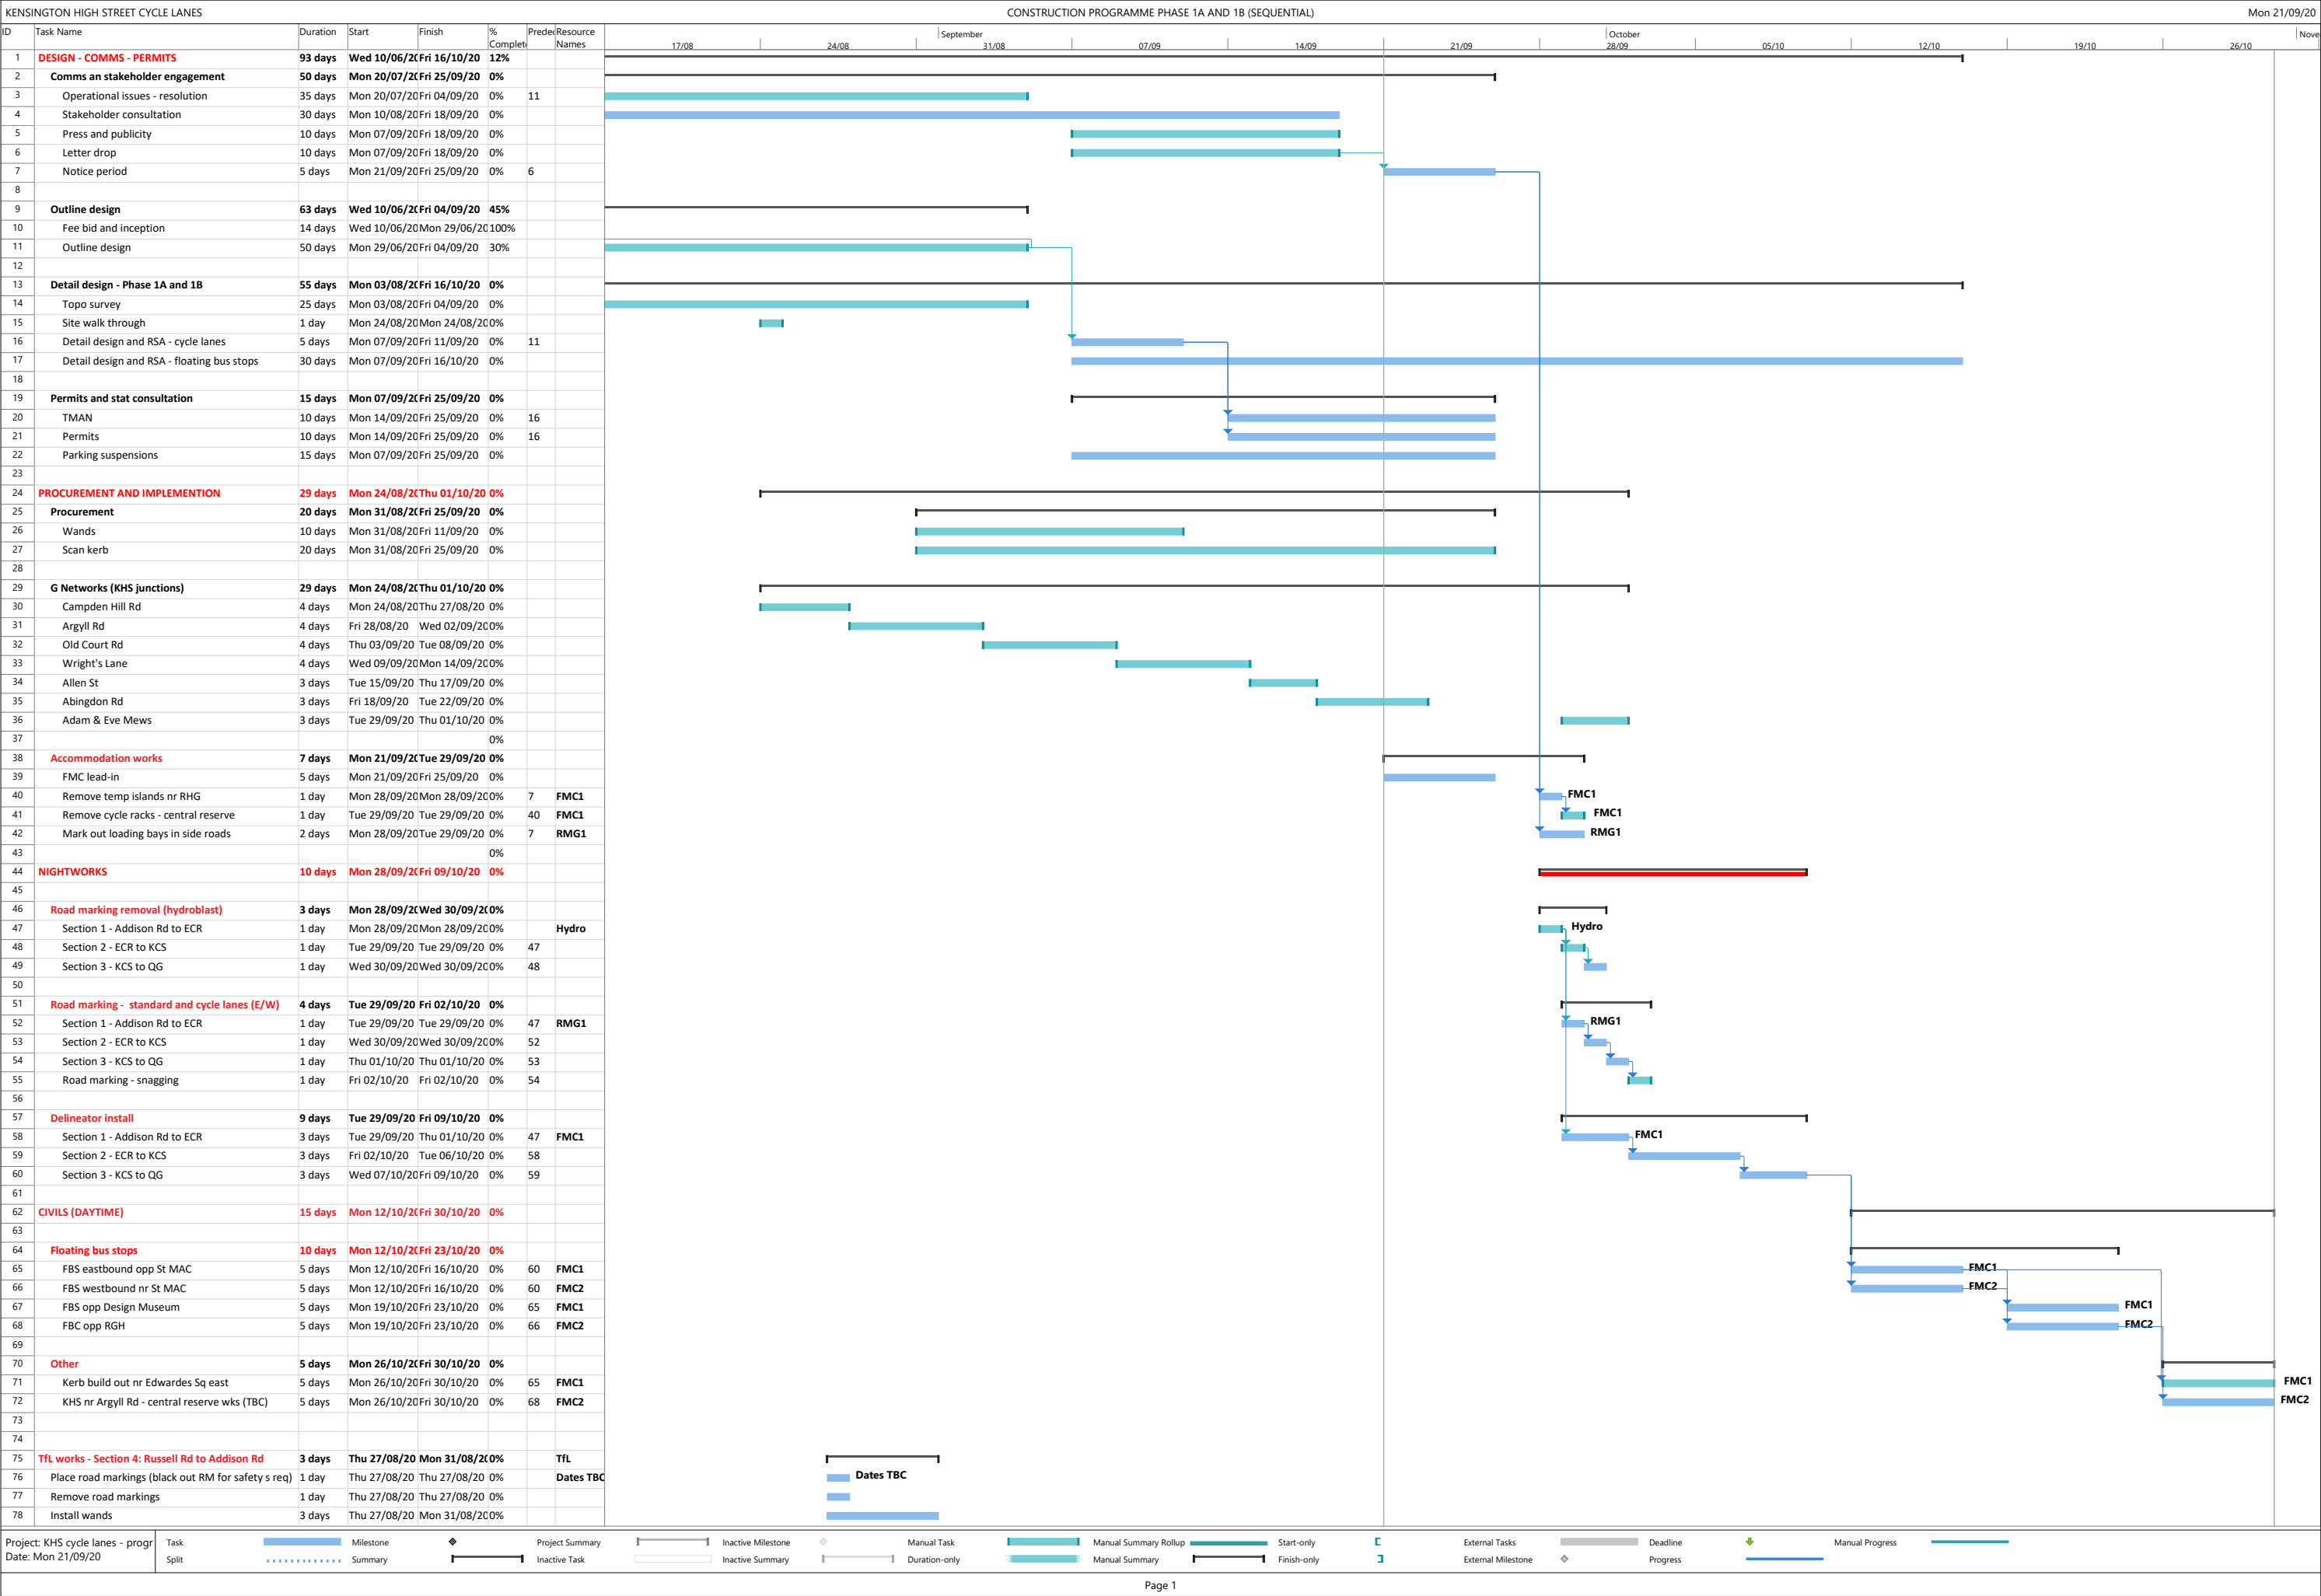 KENSINGTON HIGH STREET CYCLE LANES CONSTRUCTION PROGRAMME PHASE 1A AND 1B (SEQUENTIAL) Mon 21/09/20
ID Task Name Duration Start Finish % Complet Predec Resource Names
September October Nove
17/08 24/08 31/08 07/09 14/09 21/09 28/09 05/10 12/10 19/10 26/10
1 DESIGN - COMMS - PERMITS 93 days Wed 10/06/20 Fri 16/10/20 12%
2 Comms an stakeholder engagement 50 days Mon 20/07/20 Fri 25/09/20 0%
3 Operational issues - resolution 35 days Mon 20/07/20 Fri 04/09/20 0% 11
4 Stakeholder consultation 30 days Mon 10/08/20 Fri 18/09/20 0%
5 Press and publicity 10 days Mon 07/09/20 Fri 18/09/20 0%
6 Letter drop 10 days Mon 07/09/20 Fri 18/09/20 0%
7 Notice period 5 days Mon 21/09/20 Fri 25/09/20 0% 6
8
9 Outline design 63 days Wed 10/06/20 Fri 04/09/20 45%
10 Fee bid and inception 14 days Wed 10/06/20 Mon 29/06/20 100%
11 Outline design 50 days Mon 29/06/20 Fri 04/09/20 30%
12
13 Detail design - Phase 1A and 1B 55 days Mon 03/08/20 Fri 16/10/20 0%
14 Topo survey 25 days Mon 03/08/20 Fri 04/09/20 0%
15 Site walk through 1 day Mon 24/08/20 Mon 24/08/20 0%
16 Detail design and RSA - cycle lanes 5 days Mon 07/09/20 Fri 11/09/20 0% 11
17 Detail design and RSA - floating bus stops 30 days Mon 07/09/20 Fri 16/10/20 0%
18
19 Permits and stat consultation 15 days Mon 07/09/20 Fri 25/09/20 0%
20 TMAN 10 days Mon 14/09/20 Fri 25/09/20 0% 16
21 Permits 10 days Mon 14/09/20 Fri 25/09/20 0% 16
22 Parking suspensions 15 days Mon 07/09/20 Fri 25/09/20 0%
23
24 PROCUREMENT AND IMPLEMENTION 29 days Mon 24/08/20 Thu 01/10/20 0%
25 Procurement 20 days Mon 31/08/20 Fri 25/09/20 0%
26 Wands 10 days Mon 31/08/20 Fri 11/09/20 0%
27 Scan kerb 20 days Mon 31/08/20 Fri 25/09/20 0%
28
29 G Networks (KHS junctions) 29 days Mon 24/08/20 Thu 01/10/20 0%
30 Campden Hill Rd 4 days Mon 24/08/20 Thu 27/08/20 0%
31 Argyll Rd 4 days Fri 28/08/20 Wed 02/09/20 0%
32 Old Court Rd 4 days Thu 03/09/20 Tue 08/09/20 0%
33 Wright's Lane 4 days Wed 09/09/20 Mon 14/09/20 0%
34 Allen St 3 days Tue 15/09/20 Thu 17/09/20 0%
35 Abingdon Rd 3 days Fri 18/09/20 Tue 22/09/20 0%
36 Adam & Eve Mews 3 days Tue 29/09/20 Thu 01/10/20 0%
37 0%
38 Accommodation works 7 days Mon 21/09/20 Tue 29/09/20 0%
39 FMC lead-in 5 days Mon 21/09/20 Fri 25/09/20 0%
40 Remove temp islands nr RHG 1 day Mon 28/09/20 Mon 28/09/20 0% 7 FMC1 FMC1
41 Remove cycle racks - central reserve 1 day Tue 29/09/20 Tue 29/09/20 0% 40 FMC1 FMC1
42 Mark out loading bays in side roads 2 days Mon 28/09/20 Tue 29/09/20 0% 7 RMG1 RMG1
43 0%
44 NIGHTWORKS 10 days Mon 28/09/20 Fri 09/10/20 0%
45
46 Road marking removal (hydroblast) 3 days Mon 28/09/20 Wed 30/09/20 0%
47 Section 1 - Addison Rd to ECR 1 day Mon 28/09/20 Mon 28/09/20 0% Hydro Hydro
48 Section 2 - ECR to KCS 1 day Tue 29/09/20 Tue 29/09/20 0% 47
49 Section 3 - KCS to QG 1 day Wed 30/09/20 Wed 30/09/20 0% 48
50
51 Road marking - standard and cycle lanes (E/W) 4 days Tue 29/09/20 Fri 02/10/20 0%
52 Section 1 - Addison Rd to ECR 1 day Tue 29/09/20 Tue 29/09/20 0% 47 RMG1 RMG1
53 Section 2 - ECR to KCS 1 day Wed 30/09/20 Wed 30/09/20 0% 52
54 Section 3 - KCS to QG 1 day Thu 01/10/20 Thu 01/10/20 0% 53
55 Road marking - snagging 1 day Fri 02/10/20 Fri 02/10/20 0% 54
56
57 Delineator install 9 days Tue 29/09/20 Fri 09/10/20 0%
58 Section 1 - Addison Rd to ECR 3 days Tue 29/09/20 Thu 01/10/20 0% 47 FMC1 FMC1
59 Section 2 - ECR to KCS 3 days Fri 02/10/20 Tue 06/10/20 0% 58
60 Section 3 - KCS to QG 3 days Wed 07/10/20 Fri 09/10/20 0% 59
61
62 CIVILS (DAYTIME) 15 days Mon 12/10/20 Fri 30/10/20 0%
63
64 Floating bus stops 10 days Mon 12/10/20 Fri 23/10/20 0%
65 FBS eastbound opp St MAC 5 days Mon 12/10/20 Fri 16/10/20 0% 60 FMC1 FMC1
66 FBS westbound nr St MAC 5 days Mon 12/10/20 Fri 16/10/20 0% 60 FMC2 FMC2
67 FBS opp Design Museum 5 days Mon 19/10/20 Fri 23/10/20 0% 65 FMC1 FMC1
68 FBC opp RGH 5 days Mon 19/10/20 Fri 23/10/20 0% 66 FMC2 FMC2
69
70 Other 5 days Mon 26/10/20 Fri 30/10/20 0%
71 Kerb build out nr Edwardes Sq east 5 days Mon 26/10/20 Fri 30/10/20 0% 65 FMC1 FMC1
72 KHS nr Argyll Rd - central reserve wks (TBC) 5 days Mon 26/10/20 Fri 30/10/20 0% 68 FMC2 FMC2
73
74
75 TfL works - Section 4: Russell Rd to Addison Rd 3 days Thu 27/08/20 Mon 31/08/20 0% TfL
76 Place road markings (black out RM for safety s req) 1 day Thu 27/08/20 Thu 27/08/20 0% Dates TBC Dates TBC
77 Remove road markings 1 day Thu 27/08/20 Thu 27/08/20 0%
78 Install wands 3 days Thu 27/08/20 Mon 31/08/20 0%
Project: KHS cycle lanes - progr
Date: Mon 21/09/20
Task Milestone Project Summary Inactive Milestone Manual Task Manual Summary Rollup Start-only External Tasks Deadline Manual Progress
Split Summary Inactive Task Inactive Summary Duration-only Manual Summary Finish-only External Milestone Progress
Page 1